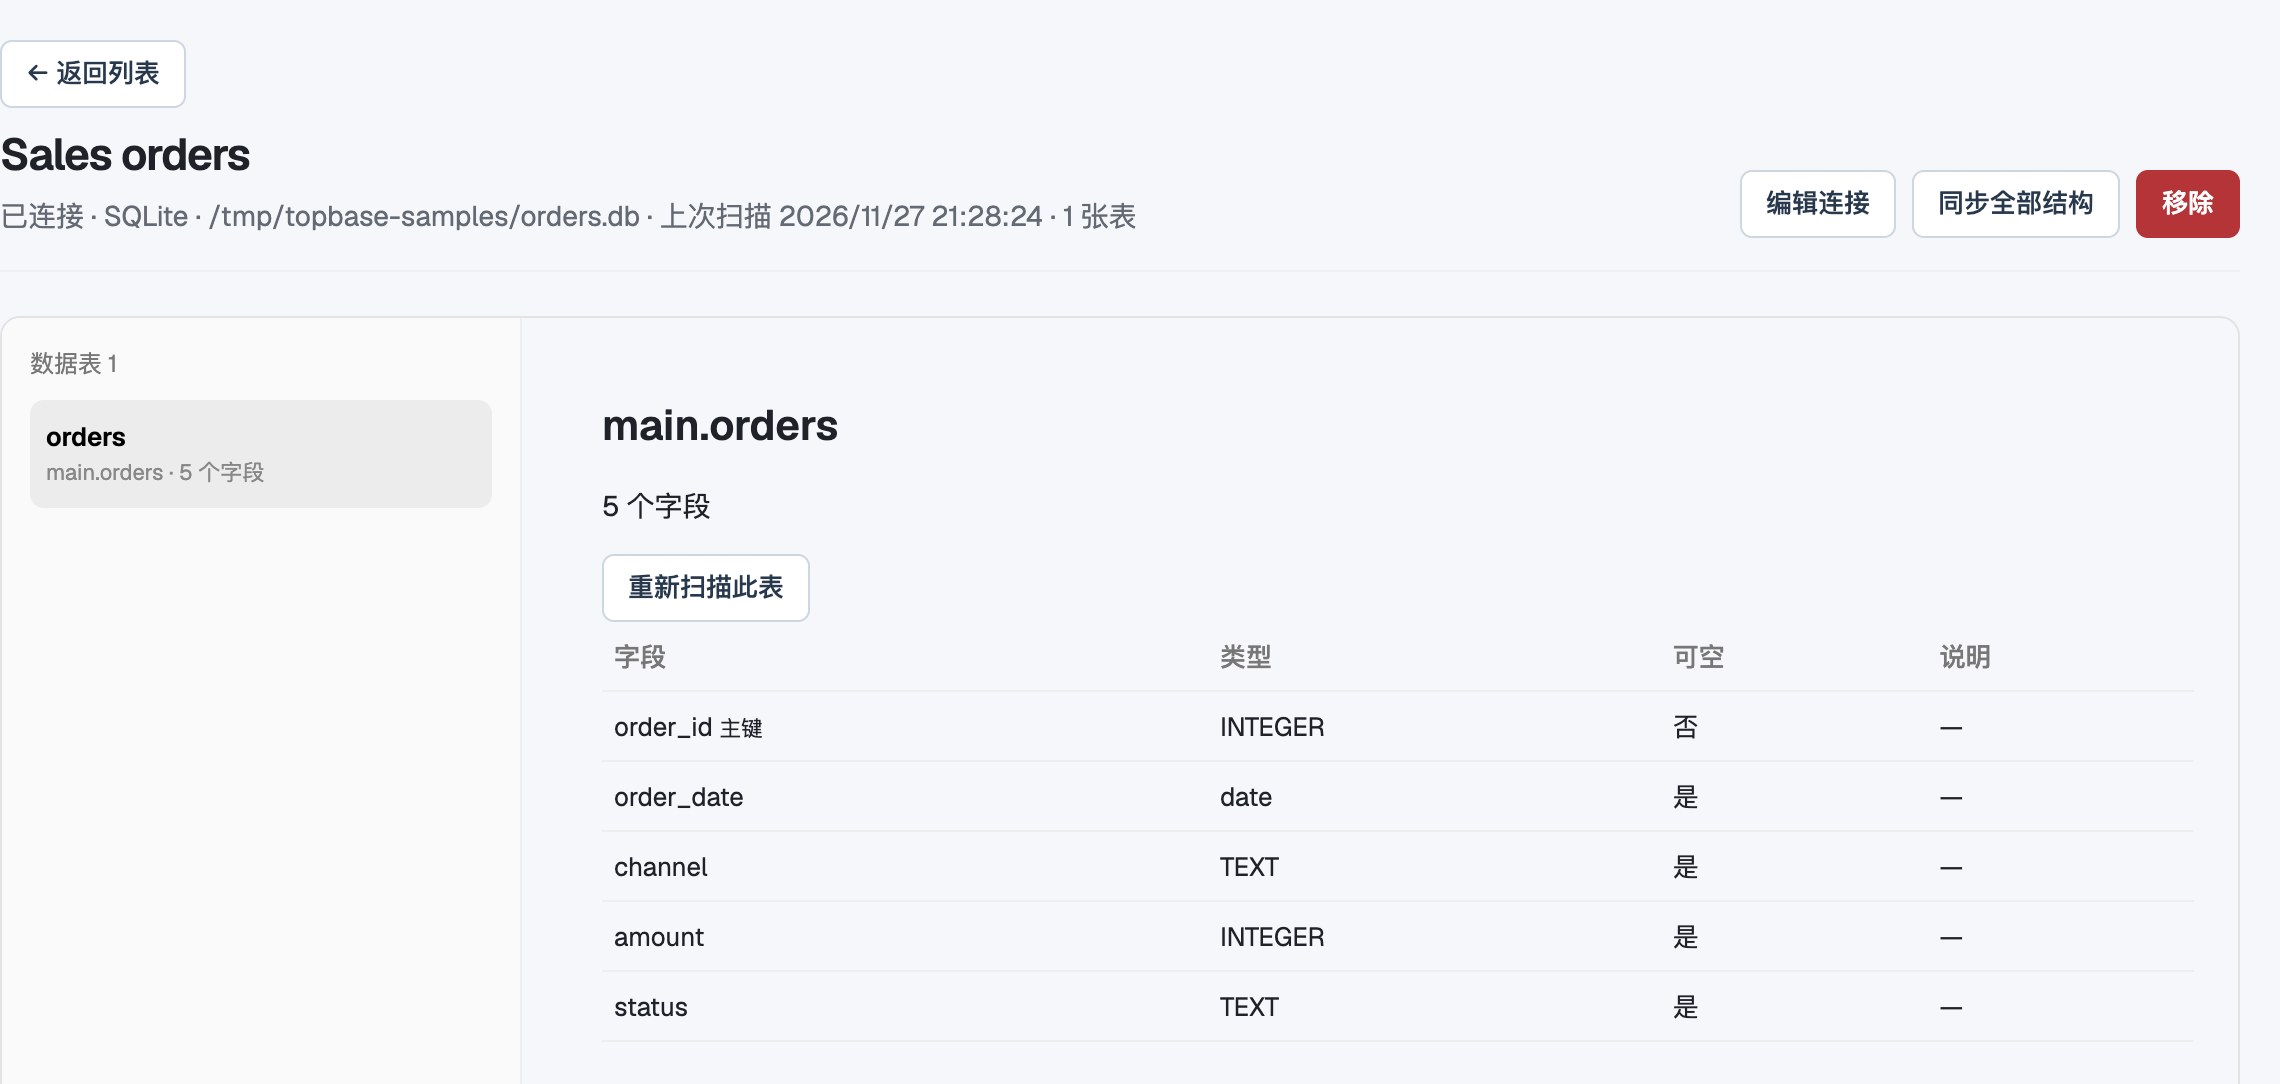 ← 返回列表
Sales orders
已连接 · SQLite · /tmp/topbase-samples/orders.db · 上次扫描 2026/11/27 21:28:24 · 1 张表
编辑连接 同步全部结构 移除
数据表 1
orders
main.orders · 5 个字段
main.orders
5 个字段
重新扫描此表
字段 类型 可空 说明
order_id 主键 INTEGER 否 —
order_date date 是 —
channel TEXT 是 —
amount INTEGER 是 —
status TEXT 是 —